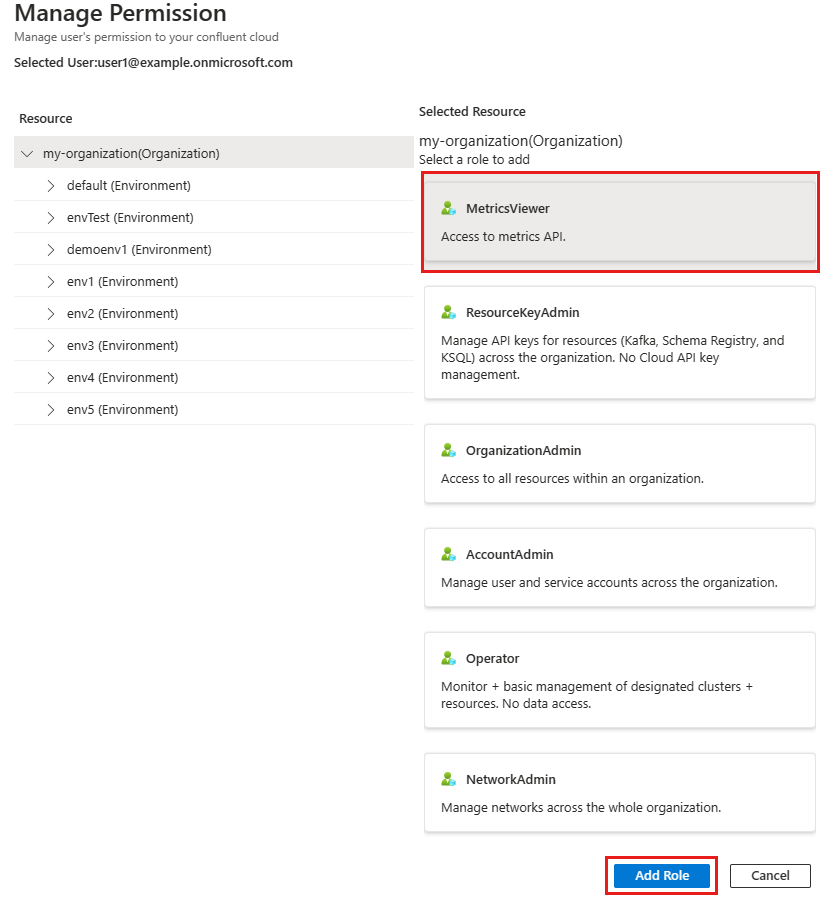 Manage Permission
Manage user's permission to your confluent cloud
Selected User:user1@example.onmicrosoft.com
Resource
my-organization(Organization)
default (Environment)
envTest (Environment)
demoenv1 (Environment)
env1 (Environment)
env2 (Environment)
env3 (Environment)
env4 (Environment)
env5 (Environment)
Selected Resource
my-organization(Organization)
Select a role to add
MetricsViewer
Access to metrics API.
ResourceKeyAdmin
Manage API keys for resources (Kafka, Schema Registry, and
KSQL) across the organization. No Cloud API key
management.
OrganizationAdmin
Access to all resources within an organization.
AccountAdmin
Manage user and service accounts across the organization.
Operator
Monitor + basic management of designated clusters +
resources. No data access.
NetworkAdmin
Manage networks across the whole organization.
Add Role
Cancel